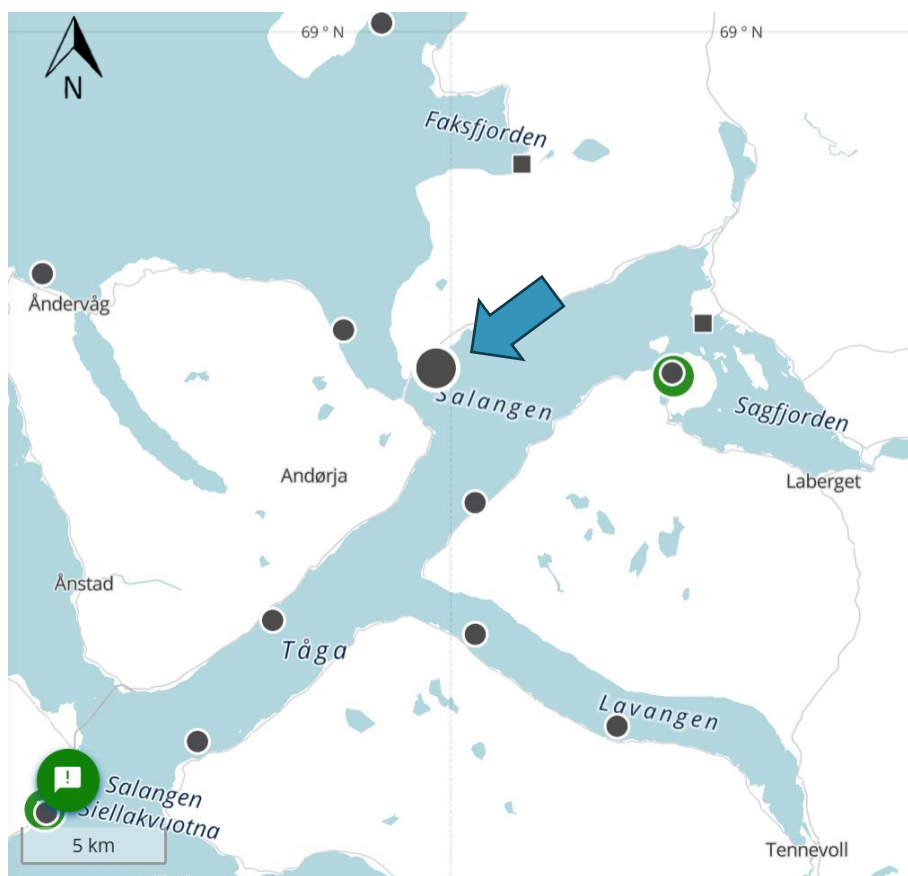 69 ° N
69 ° N
N
Faksfjorden
Åndervåg
Salangen
Sagfjorden
Andørja
Laberget
Ånstad
Tåga
Lavangen
Salangen
Siellakvuotna
5 km
Tennevoll